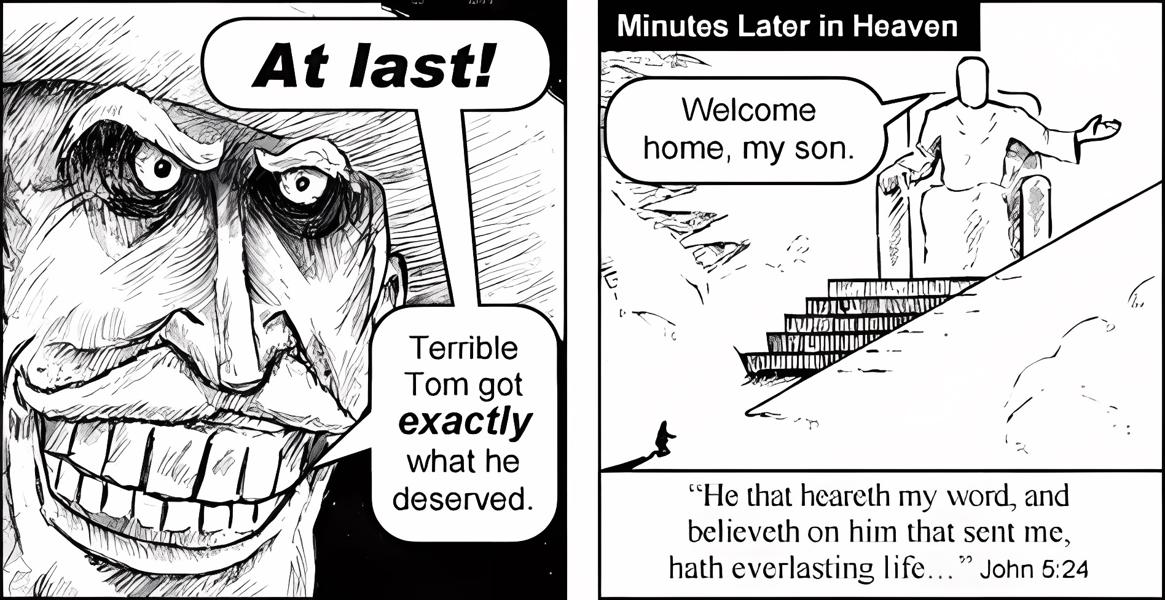 At last!
Terrible
Tom got
exactly
what he
deserved.
Minutes Later in Heaven
Welcome
home, my son.
“He that heareth my word, and
believeth on him that sent me,
hath everlasting life…” John 5:24